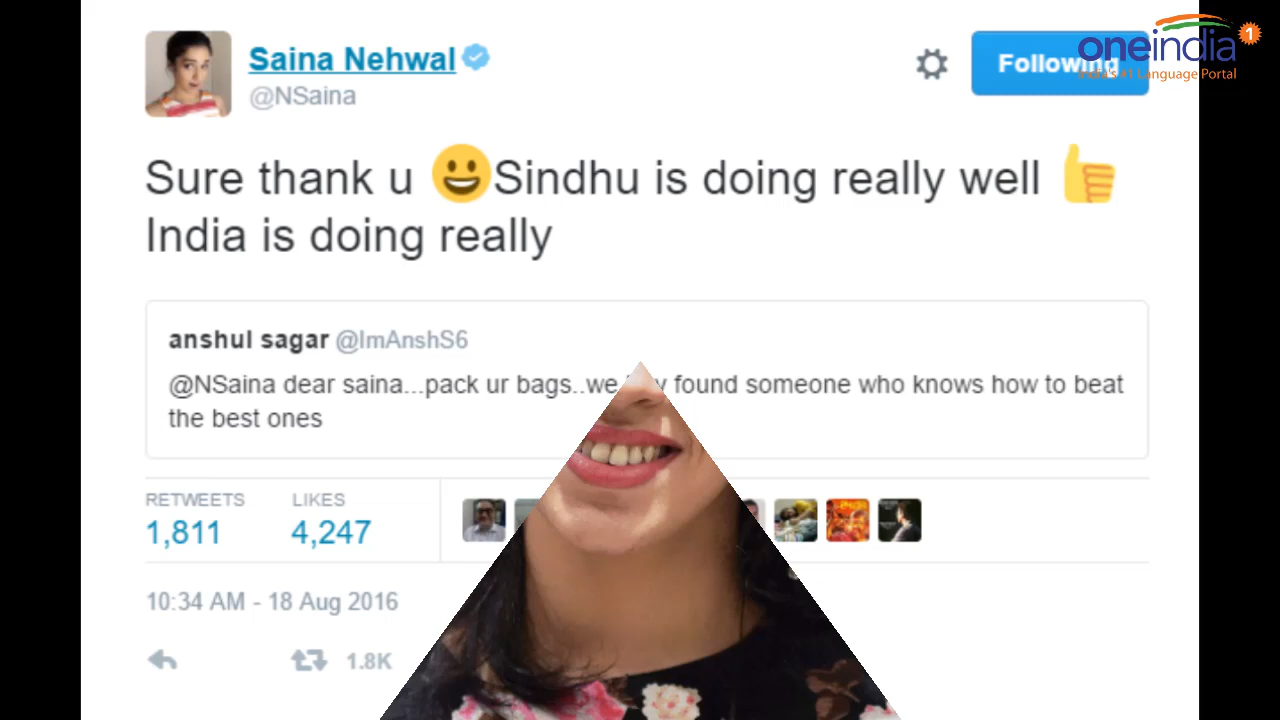 Saina Nehwal
@NSaina
Following
oneindia 1
India's #1 Language Portal
Sure thank u 😀Sindhu is doing really well 👍
India is doing really
anshul sagar @ImAnshS6
@NSaina dear saina...pack ur bags..we found someone who knows how to beat
the best ones
RETWEETS LIKES
1,811 4,247
10:34 AM - 18 Aug 2016
1.8K